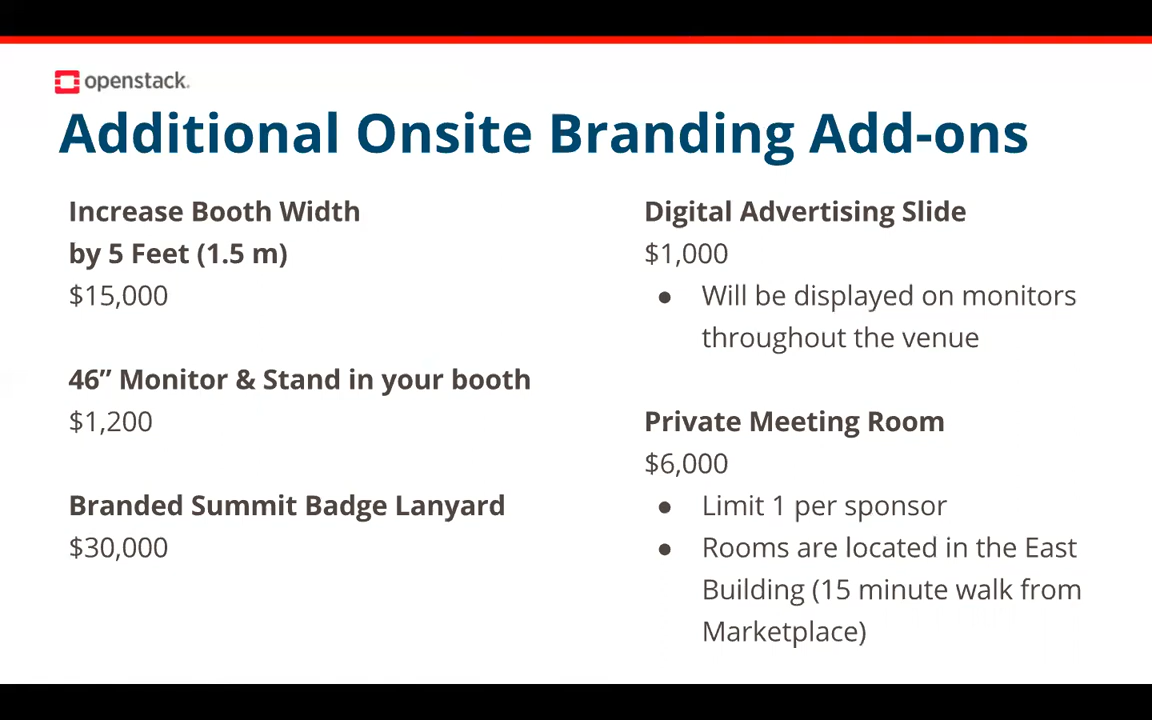 openstack.
Additional Onsite Branding Add-ons
Increase Booth Width
by 5 Feet (1.5 m)
$15,000
46” Monitor & Stand in your booth
$1,200
Branded Summit Badge Lanyard
$30,000
Digital Advertising Slide
$1,000
● Will be displayed on monitors
throughout the venue
Private Meeting Room
$6,000
● Limit 1 per sponsor
● Rooms are located in the East
Building (15 minute walk from
Marketplace)